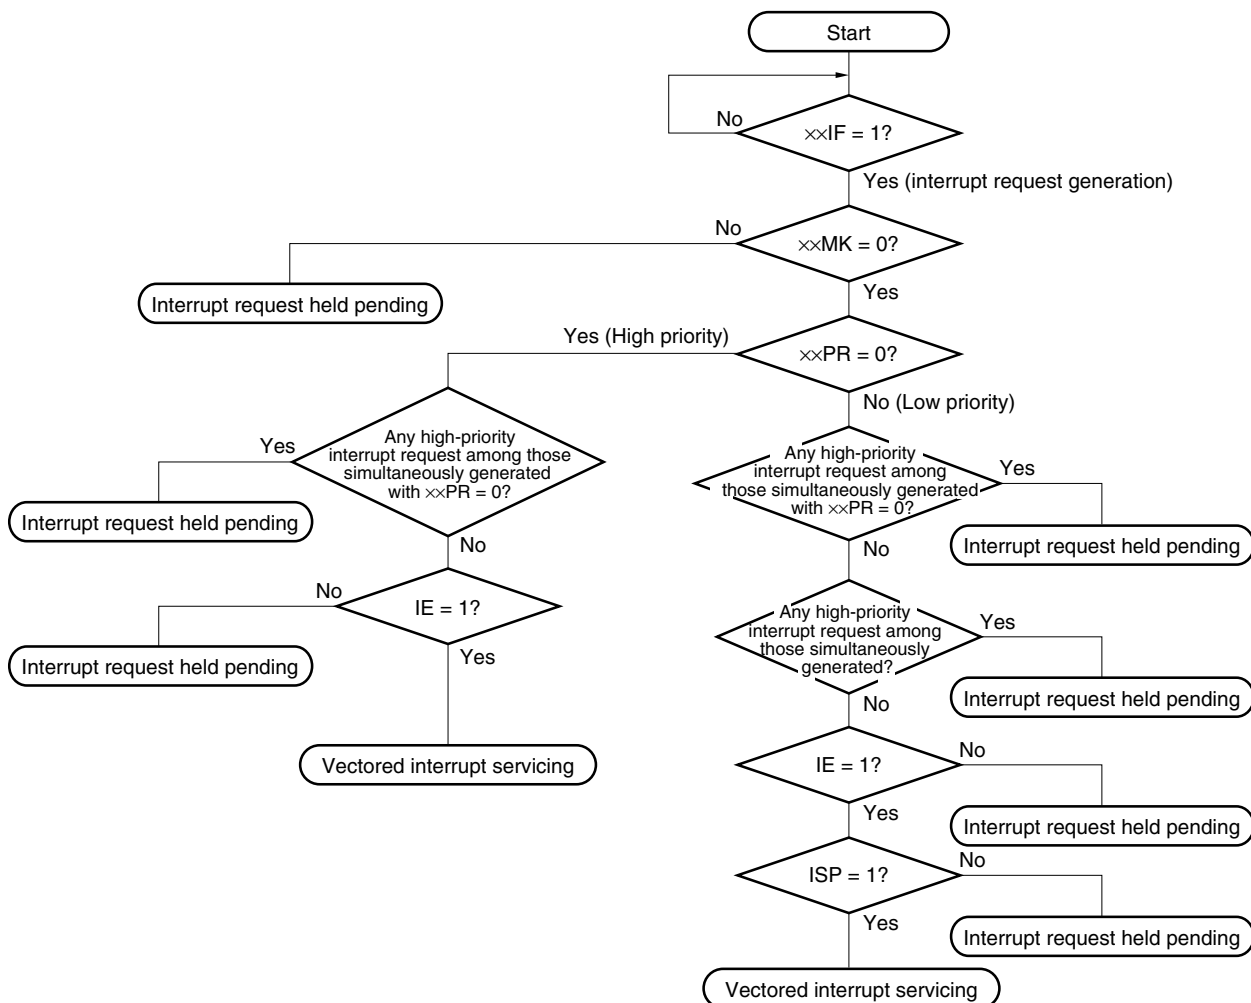 Start
No
××IF = 1?
Yes (interrupt request generation)
No
××MK = 0?
Interrupt request held pending
Yes
Yes (High priority)
××PR = 0?
No (Low priority)
Yes
Any high-priority
interrupt request among those
simultaneously generated
with ××PR = 0?
Interrupt request held pending
No
Any high-priority
interrupt request among
those simultaneously generated
with ××PR = 0?
Yes
Interrupt request held pending
No
No
IE = 1?
Interrupt request held pending
Yes
Vectored interrupt servicing
Any high-priority
interrupt request among
those simultaneously
generated?
Yes
Interrupt request held pending
No
IE = 1?
No
Interrupt request held pending
Yes
ISP = 1?
No
Interrupt request held pending
Yes
Vectored interrupt servicing